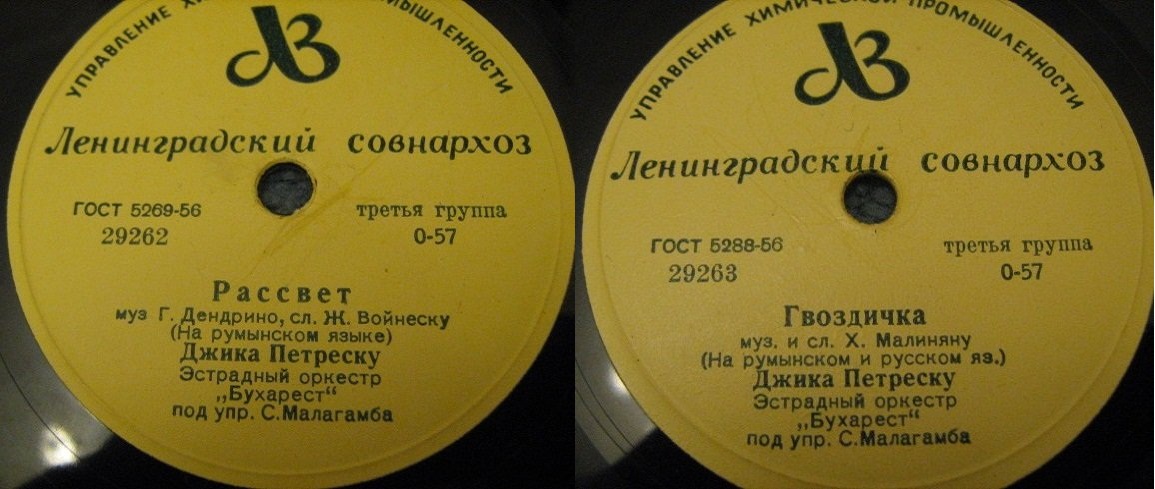 УПРАВЛЕНИЕ ХИМИЧЕСКОЙ ПРОМЫШЛЕННОСТИ
ЛЗ
Ленинградский совнархоз
ГОСТ 5269-56 третья группа
29262 0-57
Рассвет
муз Г. Дендрино, сл. Ж. Войнеску
(На румынском языке)
Джика Петреску
Эстрадный оркестр
„Бухарест“
под упр. С.Малагамба
УПРАВЛЕНИЕ ХИМИЧЕСКОЙ ПРОМЫШЛЕННОСТИ
ЛЗ
Ленинградский совнархоз
ГОСТ 5288-56 третья группа
29263 0-57
Гвоздичка
муз. и сл. Х. Малиняну
(На румынском и русском яз.)
Джика Петреску
Эстрадный оркестр
„Бухарест“
под упр. С.Малагамба